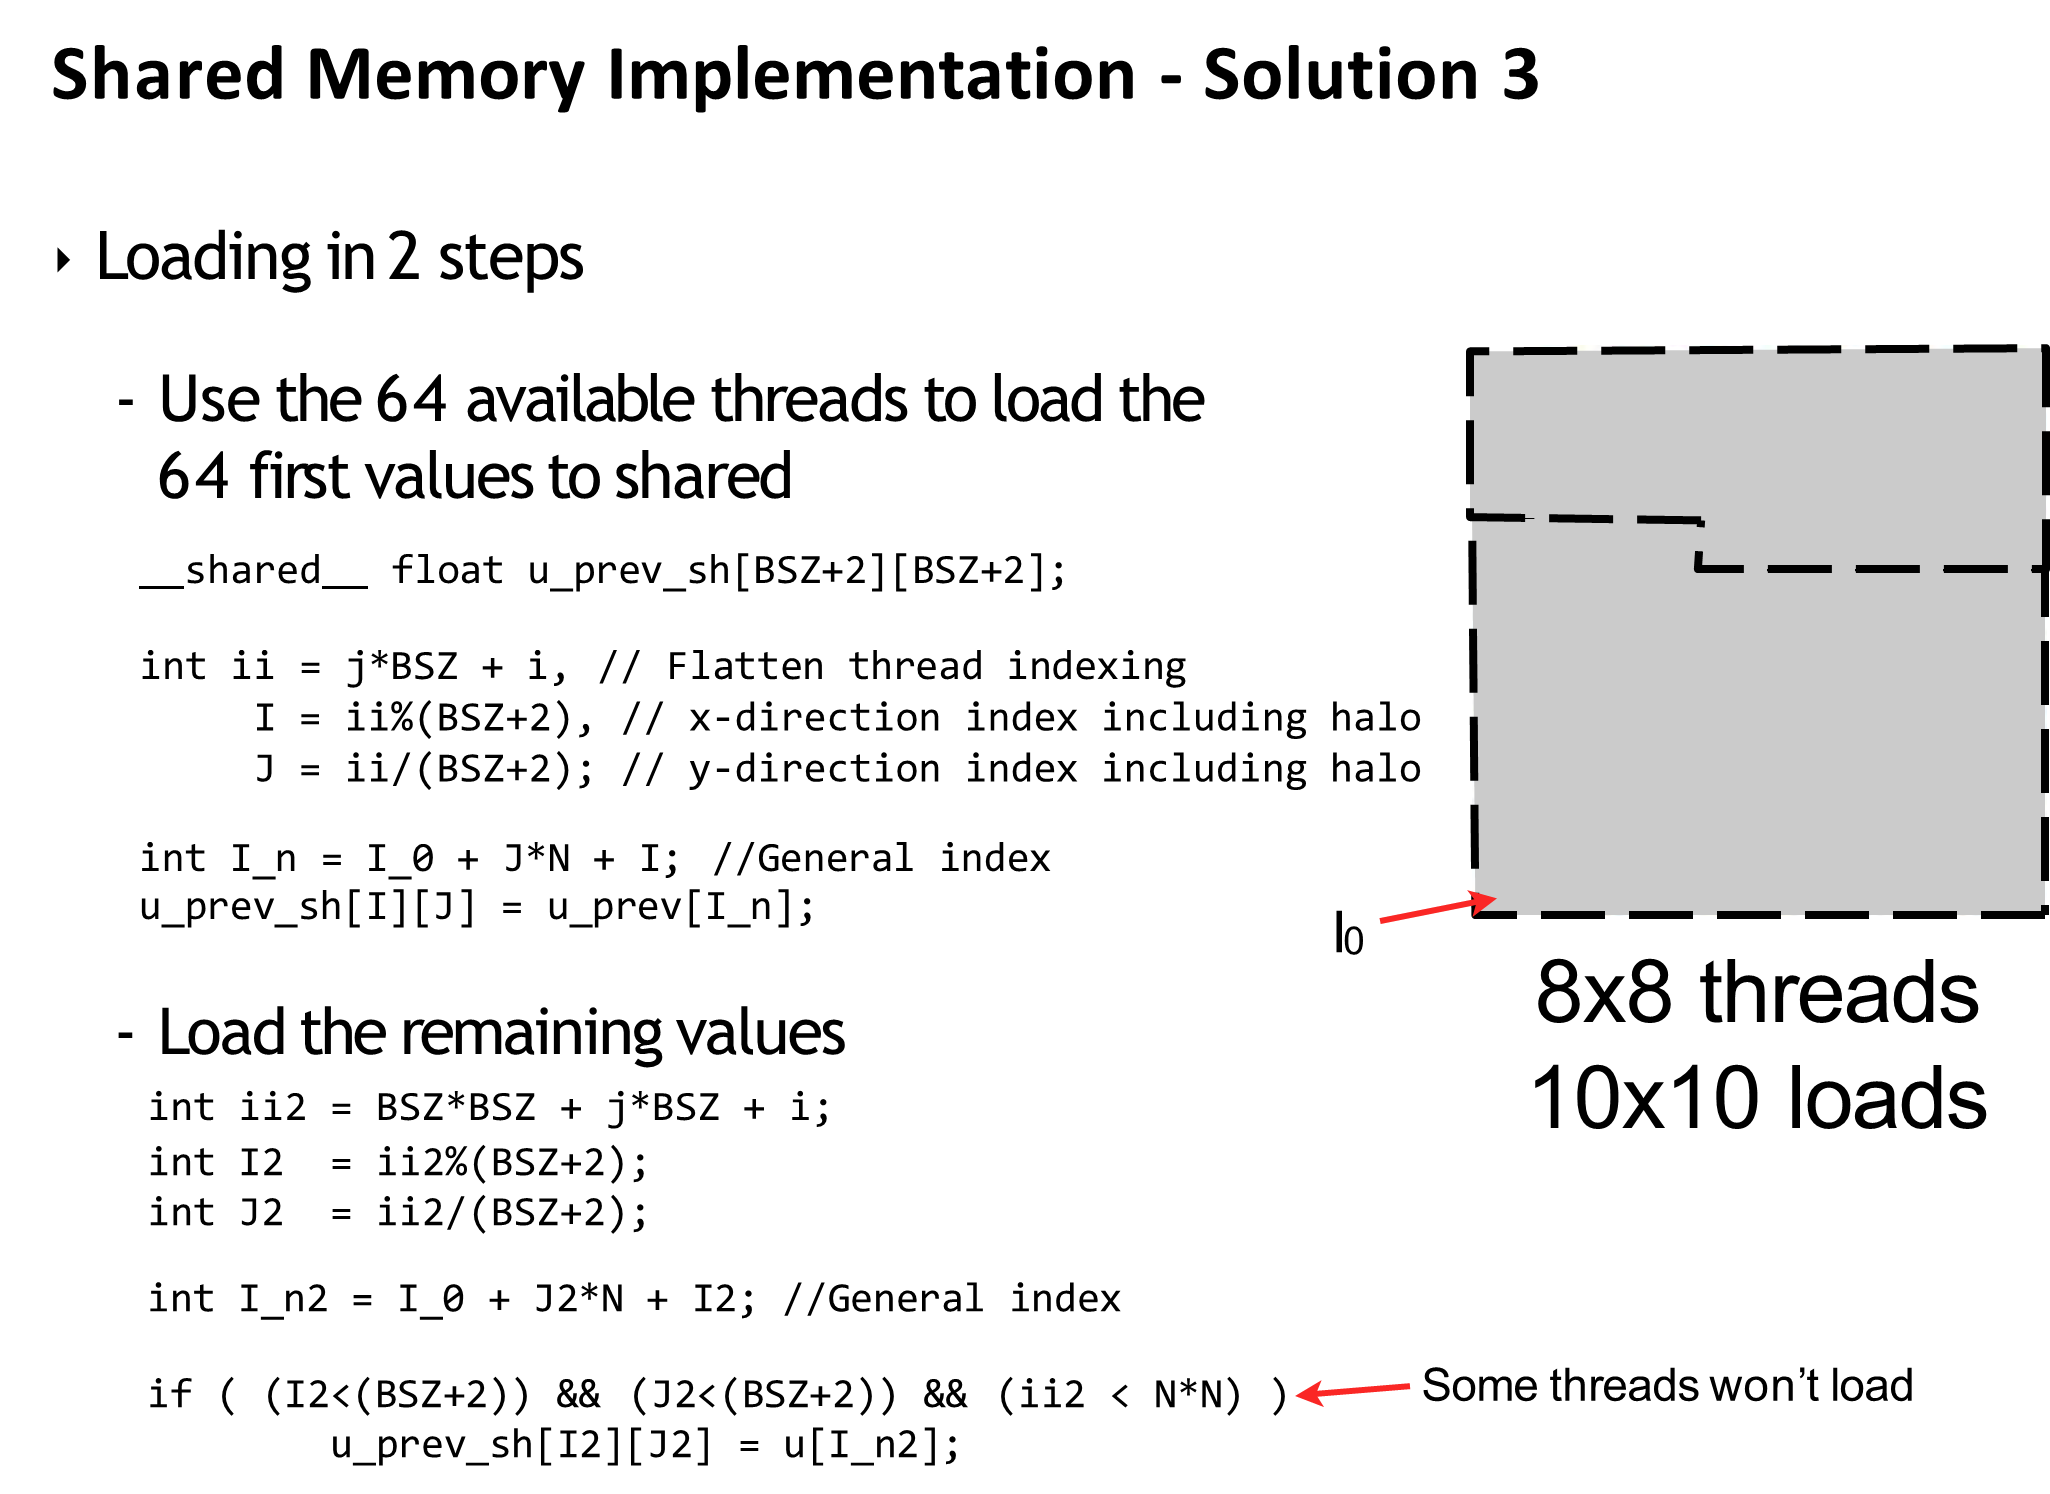 Shared Memory Implementation - Solution 3
‣ Loading in 2 steps
- Use the 64 available threads to load the
64 first values to shared
__shared__ float u_prev_sh[BSZ+2][BSZ+2];
int ii = j*BSZ + i, // Flatten thread indexing
I = ii%(BSZ+2), // x-direction index including halo
J = ii/(BSZ+2); // y-direction index including halo
int I_n = I_0 + J*N + I; //General index
u_prev_sh[I][J] = u_prev[I_n];
I0
8x8 threads
10x10 loads
- Load the remaining values
int ii2 = BSZ*BSZ + j*BSZ + i;
int I2 = ii2%(BSZ+2);
int J2 = ii2/(BSZ+2);
int I_n2 = I_0 + J2*N + I2; //General index
if ( (I2<(BSZ+2)) && (J2<(BSZ+2)) && (ii2 < N*N) )
Some threads won’t load
u_prev_sh[I2][J2] = u[I_n2];